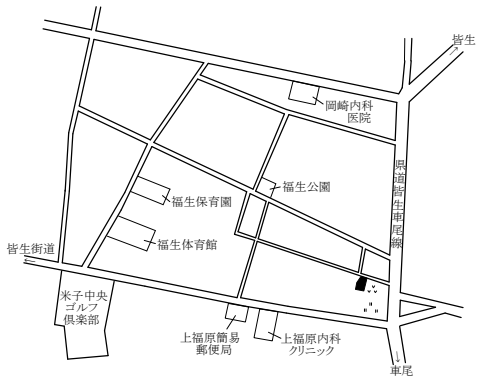 皆生
岡崎内科
医院
県道皆生車尾線
福生公園
福生保育園
福生体育館
皆生街道
米子中央
ゴルフ
倶楽部
上福原簡易
郵便局
上福原内科
クリニック
車尾